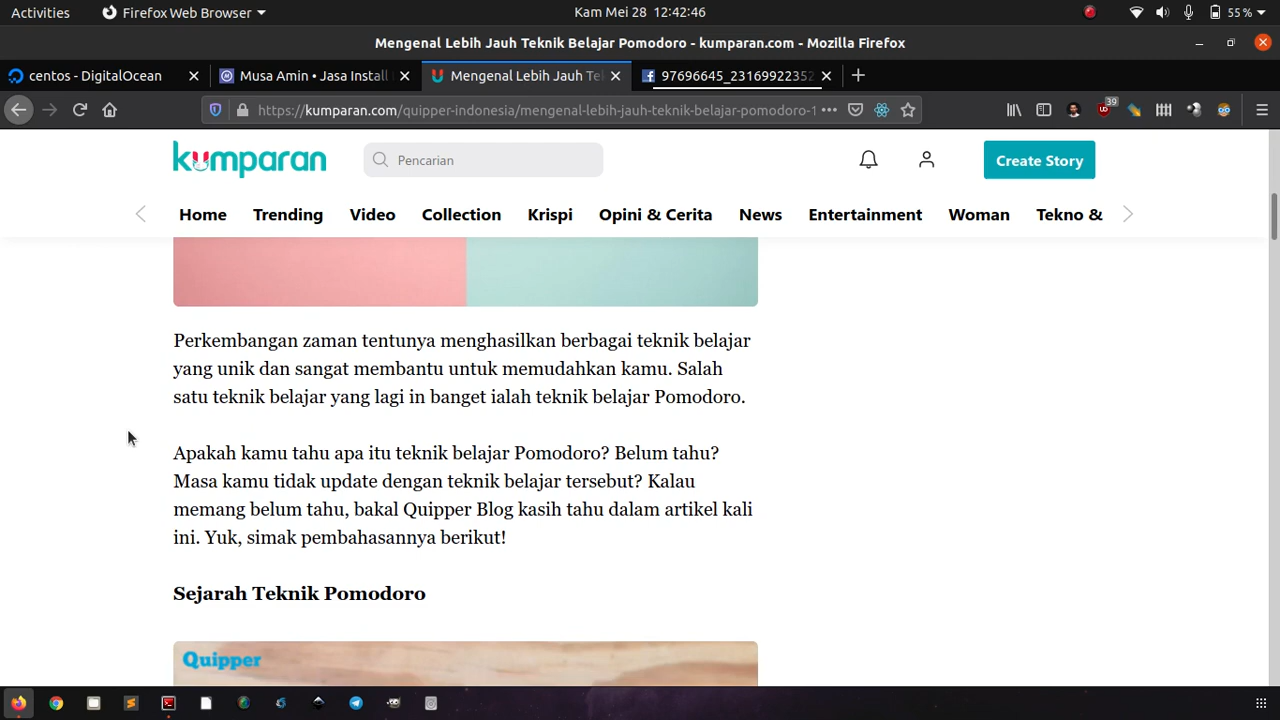 Activities
Firefox Web Browser
Kam Mei 28 12:42:46
55 %
Mengenal Lebih Jauh Teknik Belajar Pomodoro - kumparan.com - Mozilla Firefox
centos - DigitalOcean
Musa Amin • Jasa Install
Mengenal Lebih Jauh Te
97696645_2316992235
https://kumparan.com/quipper-indonesia/mengenal-lebih-jauh-teknik-belajar-pomodoro-1
39
kumparan
Pencarian
Create Story
Home
Trending
Video
Collection
Krispi
Opini & Cerita
News
Entertainment
Woman
Tekno &
Perkembangan zaman tentunya menghasilkan berbagai teknik belajar
yang unik dan sangat membantu untuk memudahkan kamu. Salah
satu teknik belajar yang lagi in banget ialah teknik belajar Pomodoro.
Apakah kamu tahu apa itu teknik belajar Pomodoro? Belum tahu?
Masa kamu tidak update dengan teknik belajar tersebut? Kalau
memang belum tahu, bakal Quipper Blog kasih tahu dalam artikel kali
ini. Yuk, simak pembahasannya berikut!
Sejarah Teknik Pomodoro
Quipper